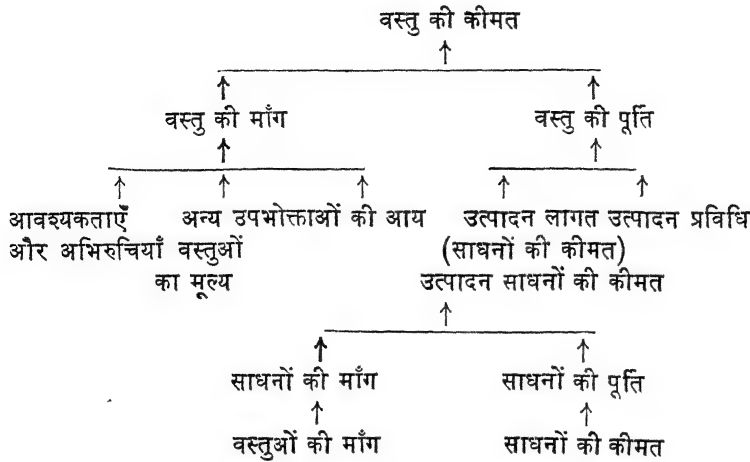 वस्तु की कीमत
वस्तु की माँग वस्तु की पूर्ति
आवश्यकताएँ अन्य उपभोक्ताओं की आय उत्पादन लागत उत्पादन प्रविधि
और अभिरुचियाँ वस्तुओं (साधनों की कीमत)
का मूल्य उत्पादन साधनों की कीमत
साधनों की माँग साधनों की पूर्ति
वस्तुओं की माँग साधनों की कीमत